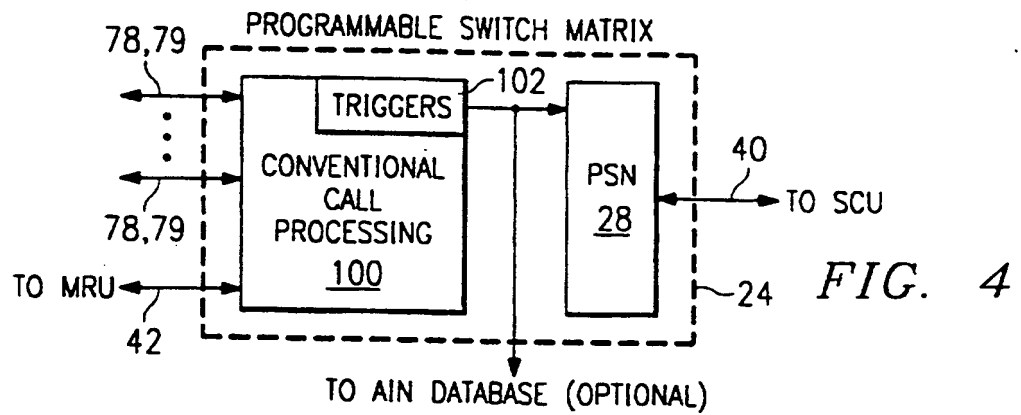 PROGRAMMABLE SWITCH MATRIX
78,79
102
TRIGGERS
CONVENTIONAL
CALL
PROCESSING
100
PSN
28
40
TO SCU
78,79
TO MRU
42
24
FIG. 4
TO AIN DATABASE (OPTIONAL)